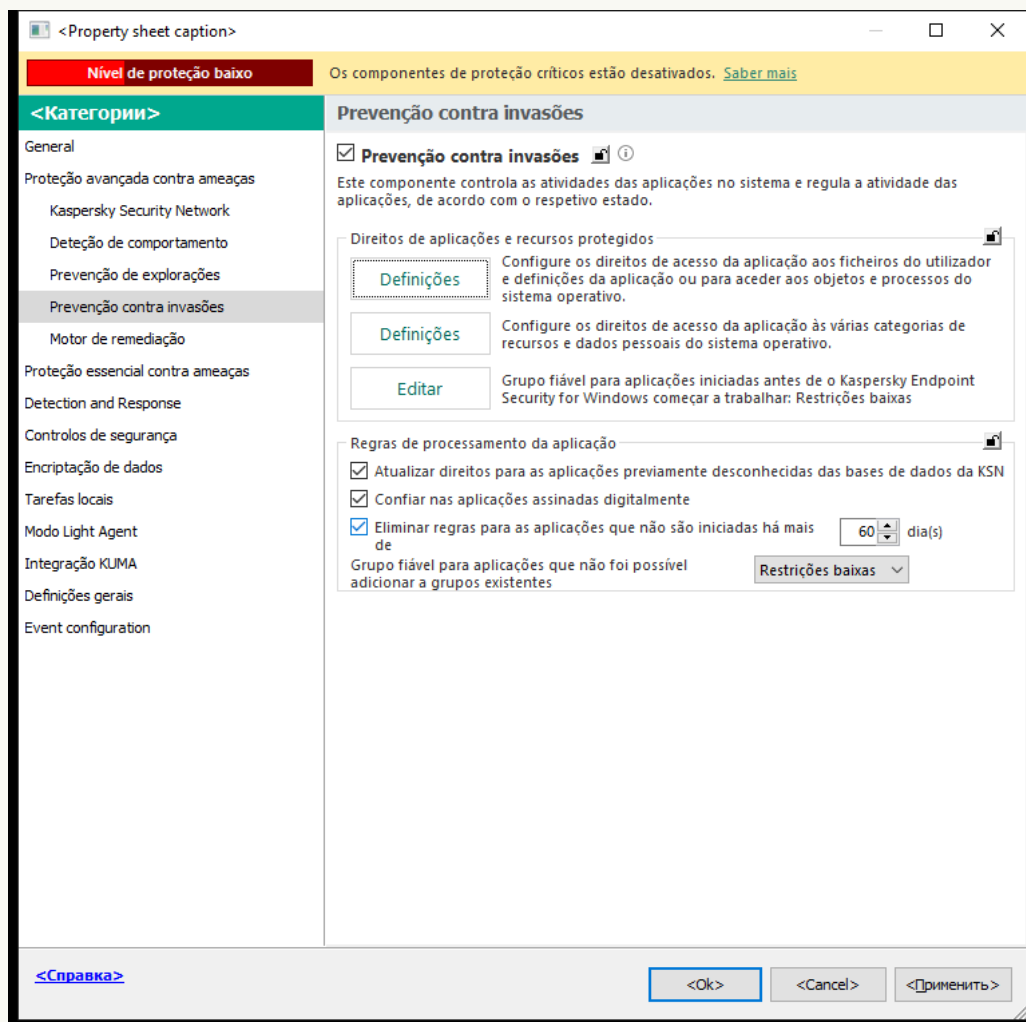 <Property sheet caption>
Nível de proteção baixo
Os componentes de proteção críticos estão desativados. Saber mais
<Категории>
General
Proteção avançada contra ameaças
Kaspersky Security Network
Deteção de comportamento
Prevenção de explorações
Prevenção contra invasões
Motor de remediação
Proteção essencial contra ameaças
Detection and Response
Controlos de segurança
Encriptação de dados
Tarefas locais
Modo Light Agent
Integração KUMA
Definições gerais
Event configuration
Prevenção contra invasões
Prevenção contra invasões
Este componente controla as atividades das aplicações no sistema e regula a atividade das
aplicações, de acordo com o respetivo estado.
Direitos de aplicações e recursos protegidos
Definições
Configure os direitos de acesso da aplicação aos ficheiros do utilizador
e definições da aplicação ou para aceder aos objetos e processos do
sistema operativo.
Definições
Configure os direitos de acesso da aplicação às várias categorias de
recursos e dados pessoais do sistema operativo.
Editar
Grupo fiável para aplicações iniciadas antes de o Kaspersky Endpoint
Security for Windows começar a trabalhar: Restrições baixas
Regras de processamento da aplicação
Atualizar direitos para as aplicações previamente desconhecidas das bases de dados da KSN
Confiar nas aplicações assinadas digitalmente
Eliminar regras para as aplicações que não são iniciadas há mais
de
60 dia(s)
Grupo fiável para aplicações que não foi possível
adicionar a grupos existentes
Restrições baixas
<Справка>
<Ok>
<Cancel>
<Применить>